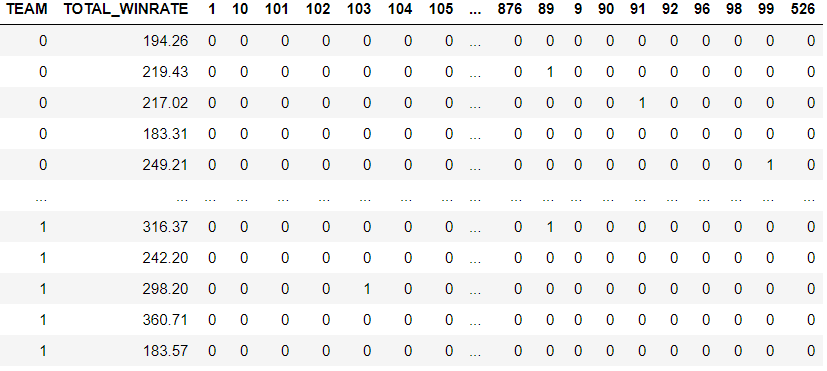 TEAM TOTAL_WINRATE 1 10 101 102 103 104 105 ... 876 89 9 90 91 92 96 98 99 526
0 194.26 0 0 0 0 0 0 0 ... 0 0 0 0 0 0 0 0 0 0
0 219.43 0 0 0 0 0 0 0 ... 0 1 0 0 0 0 0 0 0 0
0 217.02 0 0 0 0 0 0 0 ... 0 0 0 0 1 0 0 0 0 0
0 183.31 0 0 0 0 0 0 0 ... 0 0 0 0 0 0 0 0 0 0
0 249.21 0 0 0 0 0 0 0 ... 0 0 0 0 0 0 0 0 1 0
... ... ... ... ... ... ... ... ... ... ... ... ... ... ... ... ... ... ... ...
1 316.37 0 0 0 0 0 0 0 ... 0 1 0 0 0 0 0 0 0 0
1 242.20 0 0 0 0 0 0 0 ... 0 0 0 0 0 0 0 0 0 0
1 298.20 0 0 0 0 1 0 0 ... 0 0 0 0 0 0 0 0 0 0
1 360.71 0 0 0 0 0 0 0 ... 0 0 0 0 0 0 0 0 0 0
1 183.57 0 0 0 0 0 0 0 ... 0 0 0 0 0 0 0 0 0 0